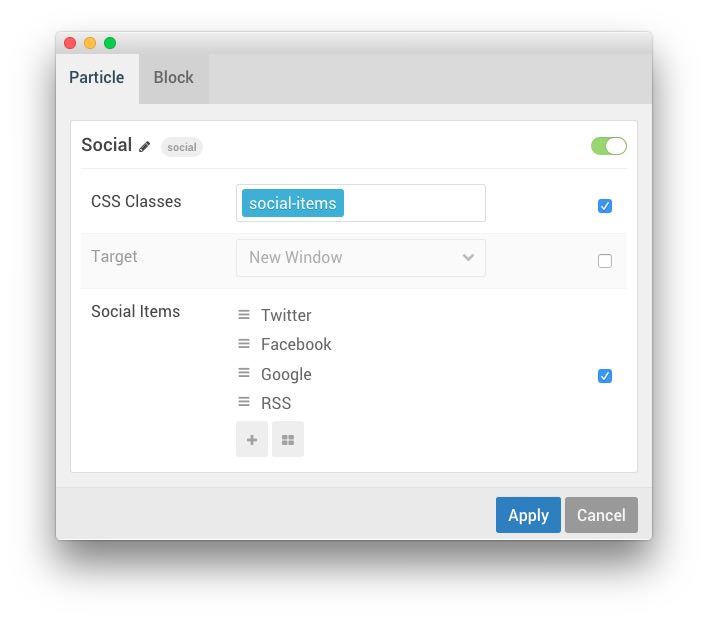 Particle Block
Social social
CSS Classes social-items
Target New Window
Social Items Twitter
Facebook
Google
RSS
Apply Cancel